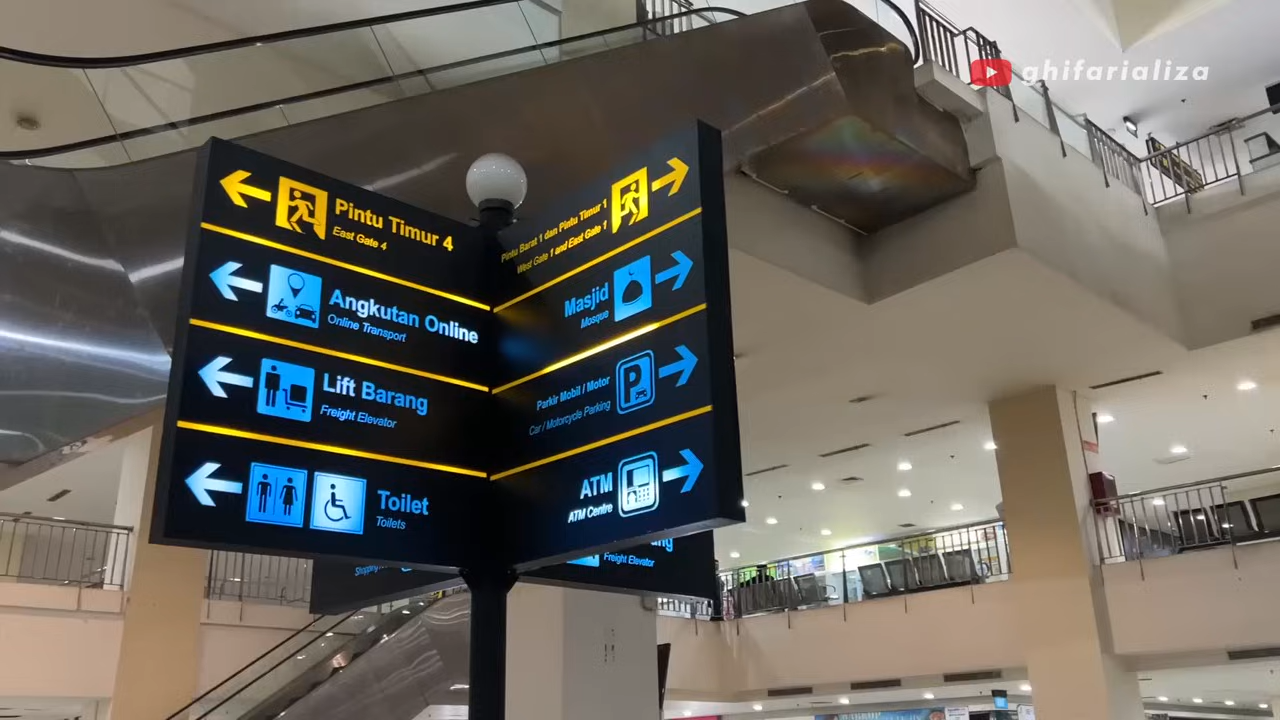 ghifarializa
Pintu Timur 4
East Gate 4
Angkutan Online
Online Transport
Lift Barang
Freight Elevator
Toilet
Toilets
Pintu Barat 1 dan Pintu Timur 1
West Gate 1 and East Gate 1
Masjid
Mosque
P
Parkir Mobil / Motor
Car / Motorcycle Parking
ATM
ATM Centre
Freight Elevator